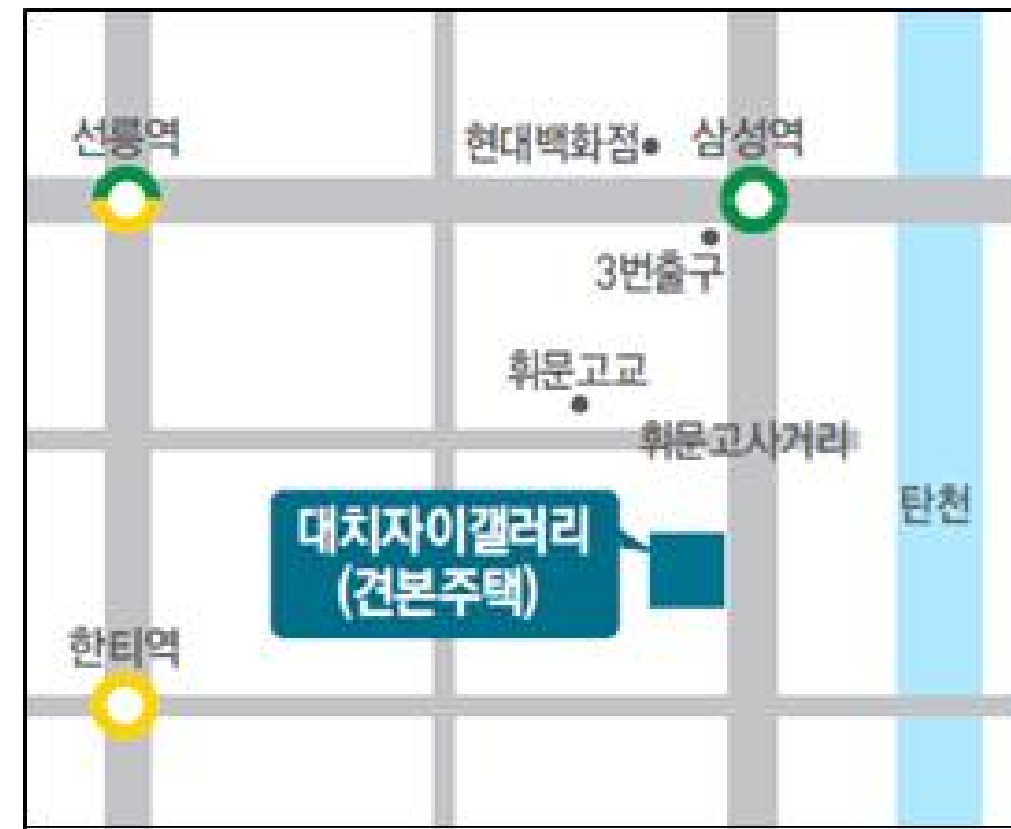 선릉역
현대백화점
삼성역
3번출구
휘문고교
휘문고사거리
탄천
대치자이갤러리
(견본주택)
한티역